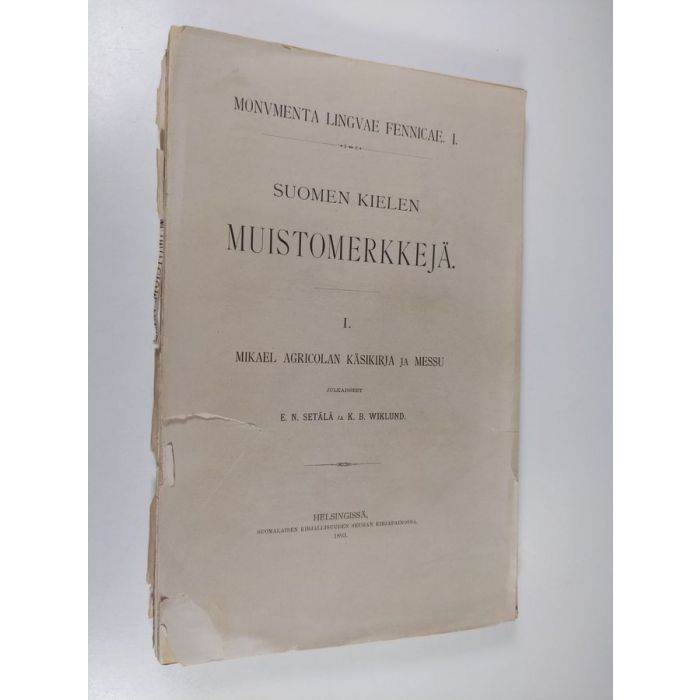 MONVMENTA LINGVAE FENNICAE. I.
SUOMEN KIELEN
MUISTOMERKKEJÄ.
I.
MIKAEL AGRICOLAN KÄSIKIRJA JA MESSU
JULKAISSEET
E. N. SETÄLÄ JA K. B. WIKLUND.
HELSINGISSÄ,
SUOMALAISEN KIRJALLISUUDEN SEURAN KIRJAPAINOSSA,
1893.